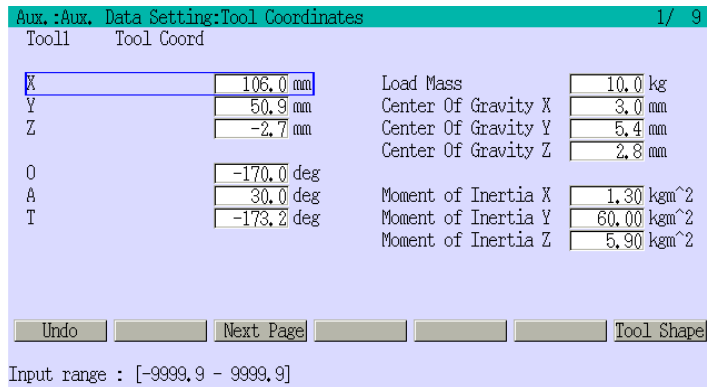 Aux.:Aux. Data Setting:Tool Coordinates 1/ 9
Tool1 Tool Coord
X 106.0 mm Load Mass 10.0 kg
Y 50.9 mm Center Of Gravity X 3.0 mm
Z -2.7 mm Center Of Gravity Y 5.4 mm
Center Of Gravity Z 2.8 mm
O -170.0 deg
A 30.0 deg Moment of Inertia X 1.30 kgm^2
T -173.2 deg Moment of Inertia Y 60.00 kgm^2
Moment of Inertia Z 5.90 kgm^2
Undo Next Page Tool Shape
Input range : [-9999.9 - 9999.9]